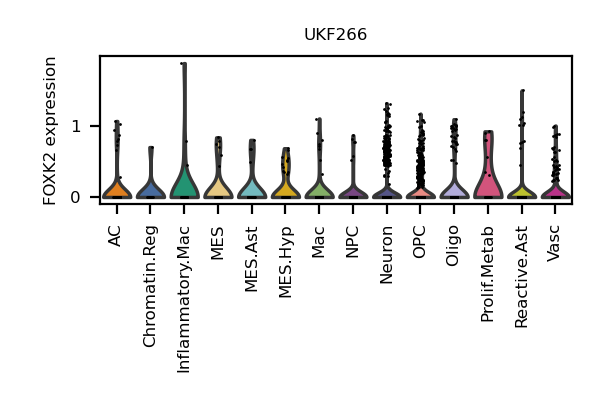 UKF266
FOXK2 expression
1
0
AC
Chromatin.Reg
Inflammatory.Mac
MES
MES.Ast
MES.Hyp
Mac
NPC
Neuron
OPC
Oligo
Prolif.Metab
Reactive.Ast
Vasc